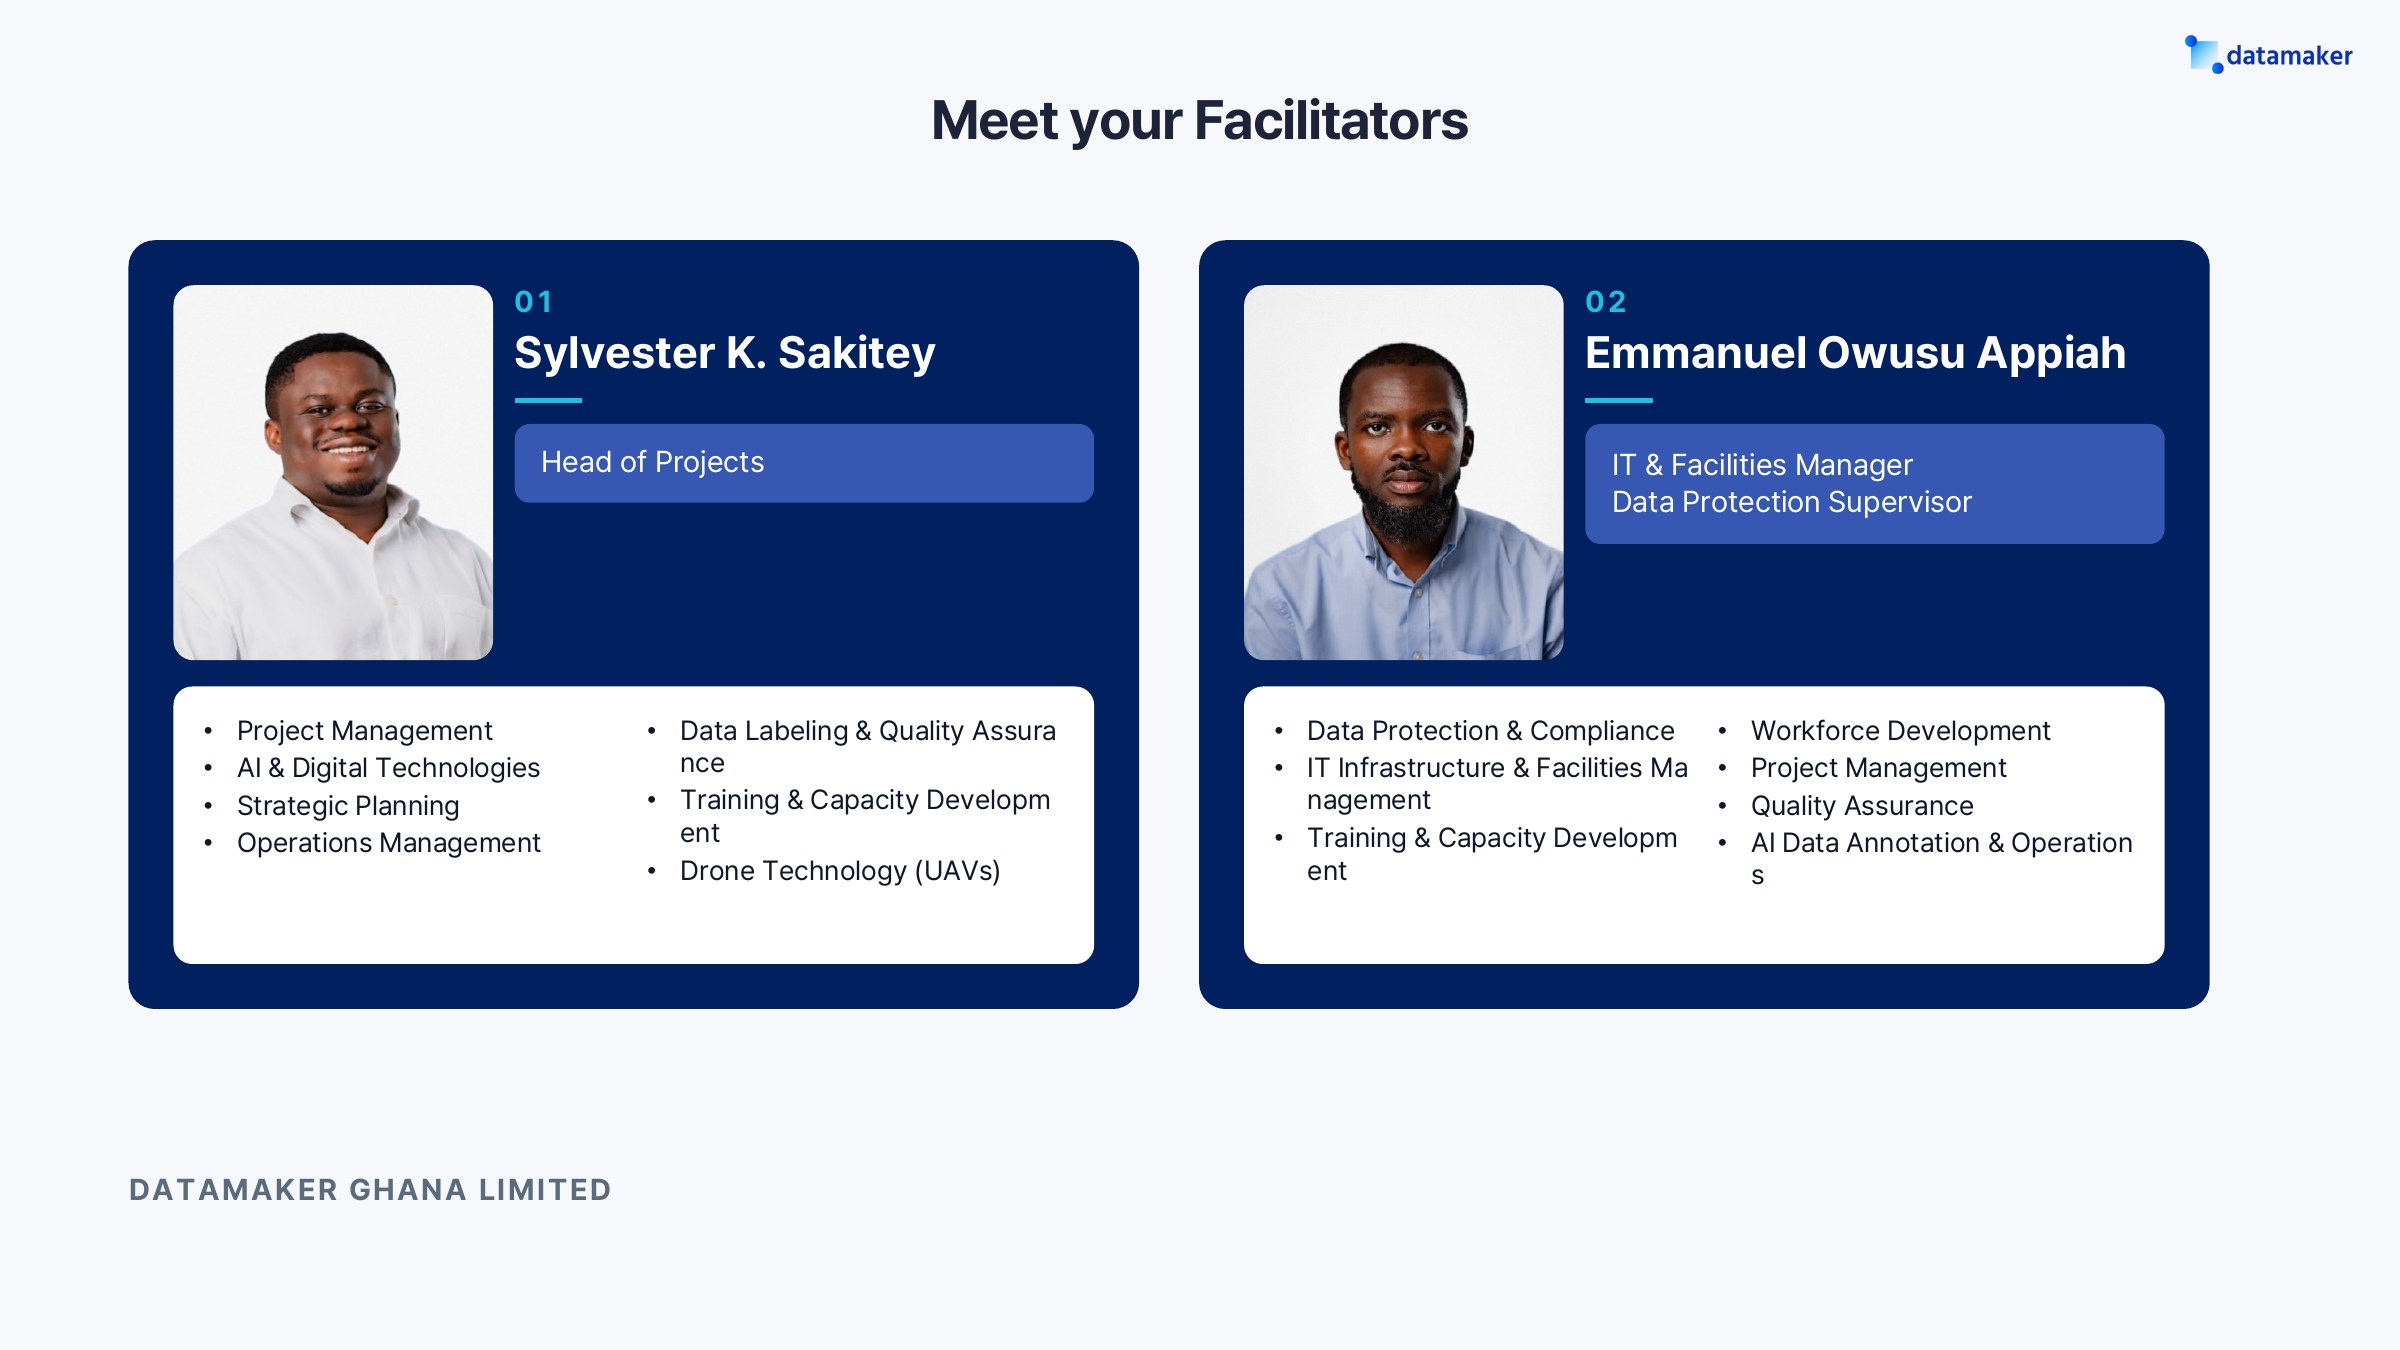 datamaker
Meet your Facilitators
01
Sylvester K. Sakitey
Head of Projects
• Project Management
• AI & Digital Technologies
• Strategic Planning
• Operations Management
• Data Labeling & Quality Assura
nce
• Training & Capacity Developm
ent
• Drone Technology (UAVs)
02
Emmanuel Owusu Appiah
IT & Facilities Manager
Data Protection Supervisor
• Data Protection & Compliance
• IT Infrastructure & Facilities Ma
nagement
• Training & Capacity Developm
ent
• Workforce Development
• Project Management
• Quality Assurance
• AI Data Annotation & Operation
s
DATAMAKER GHANA LIMITED